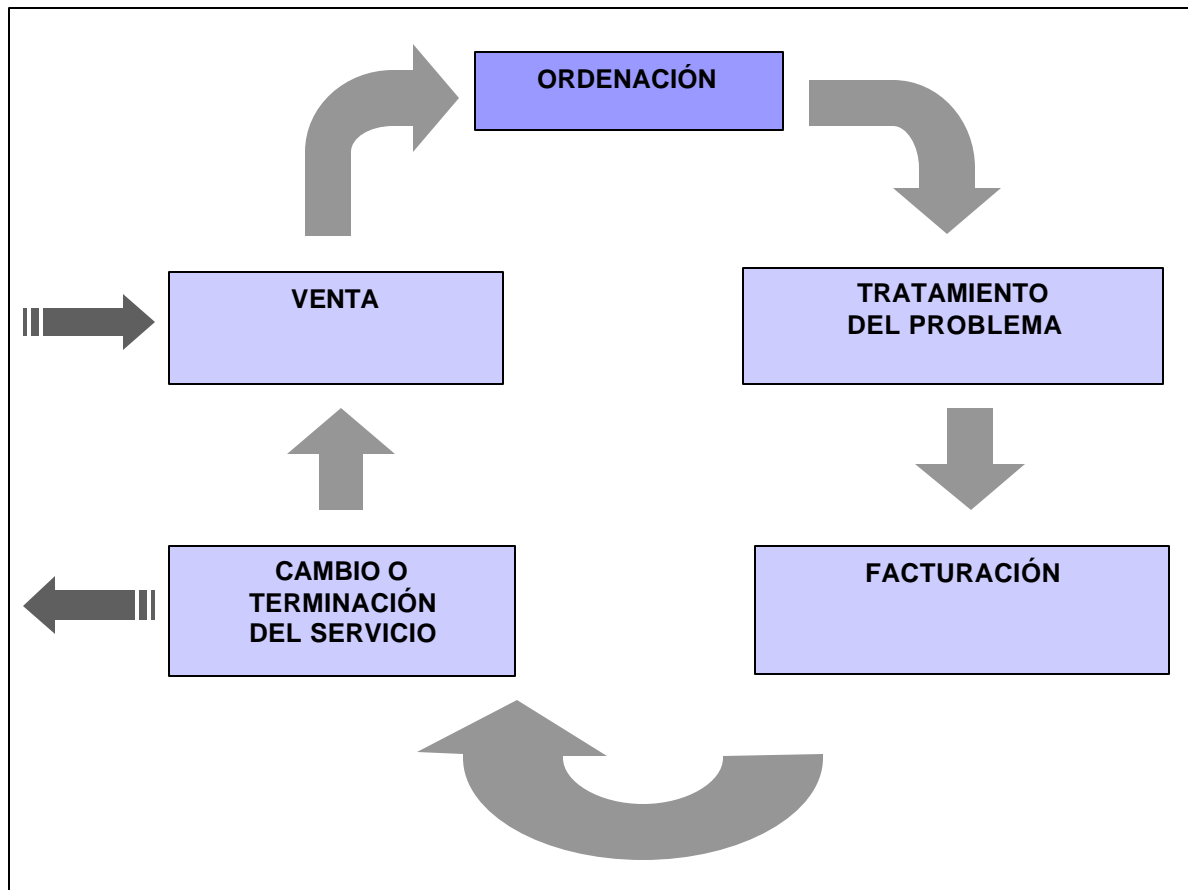 ORDENACIÓN
VENTA
TRATAMIENTO
DEL PROBLEMA
CAMBIO O
TERMINACIÓN
DEL SERVICIO
FACTURACIÓN